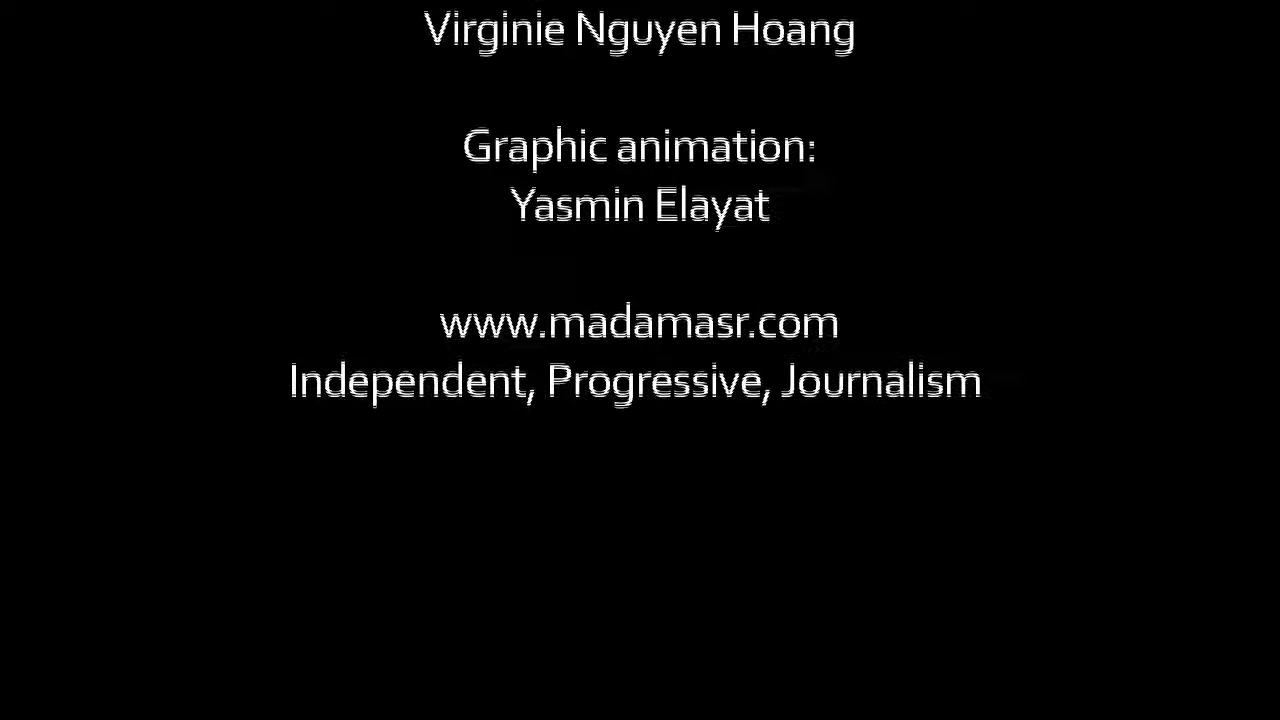 Virginie Nguyen Hoang
Graphic animation:
Yasmin Elayat
www.madamasr.com
Independent, Progressive, Journalism